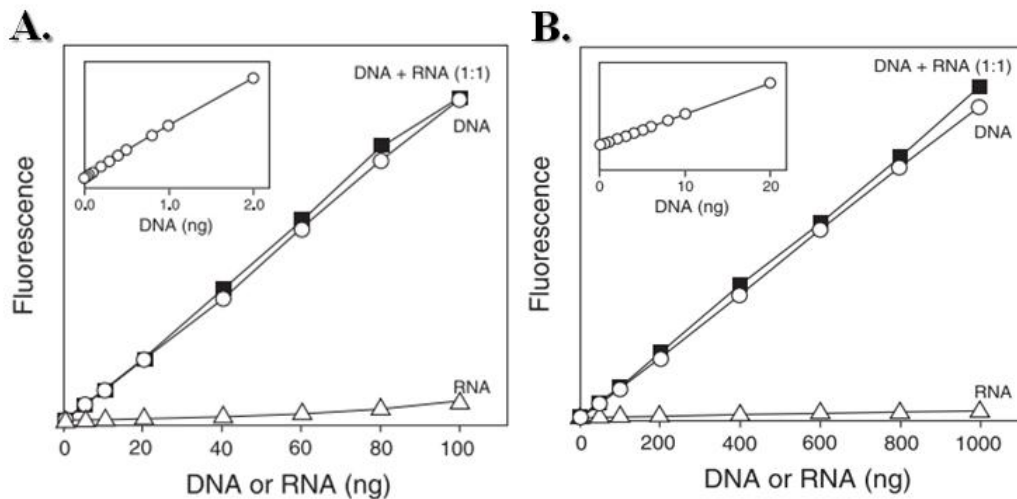 A.
DNA + RNA (1:1)
DNA
0.0 1.0 2.0
DNA (ng)
Fluorescence
RNA
0 20 40 60 80 100
DNA or RNA (ng)
B.
DNA + RNA (1:1)
DNA
0 10 20
DNA (ng)
Fluorescence
RNA
0 200 400 600 800 1000
DNA or RNA (ng)